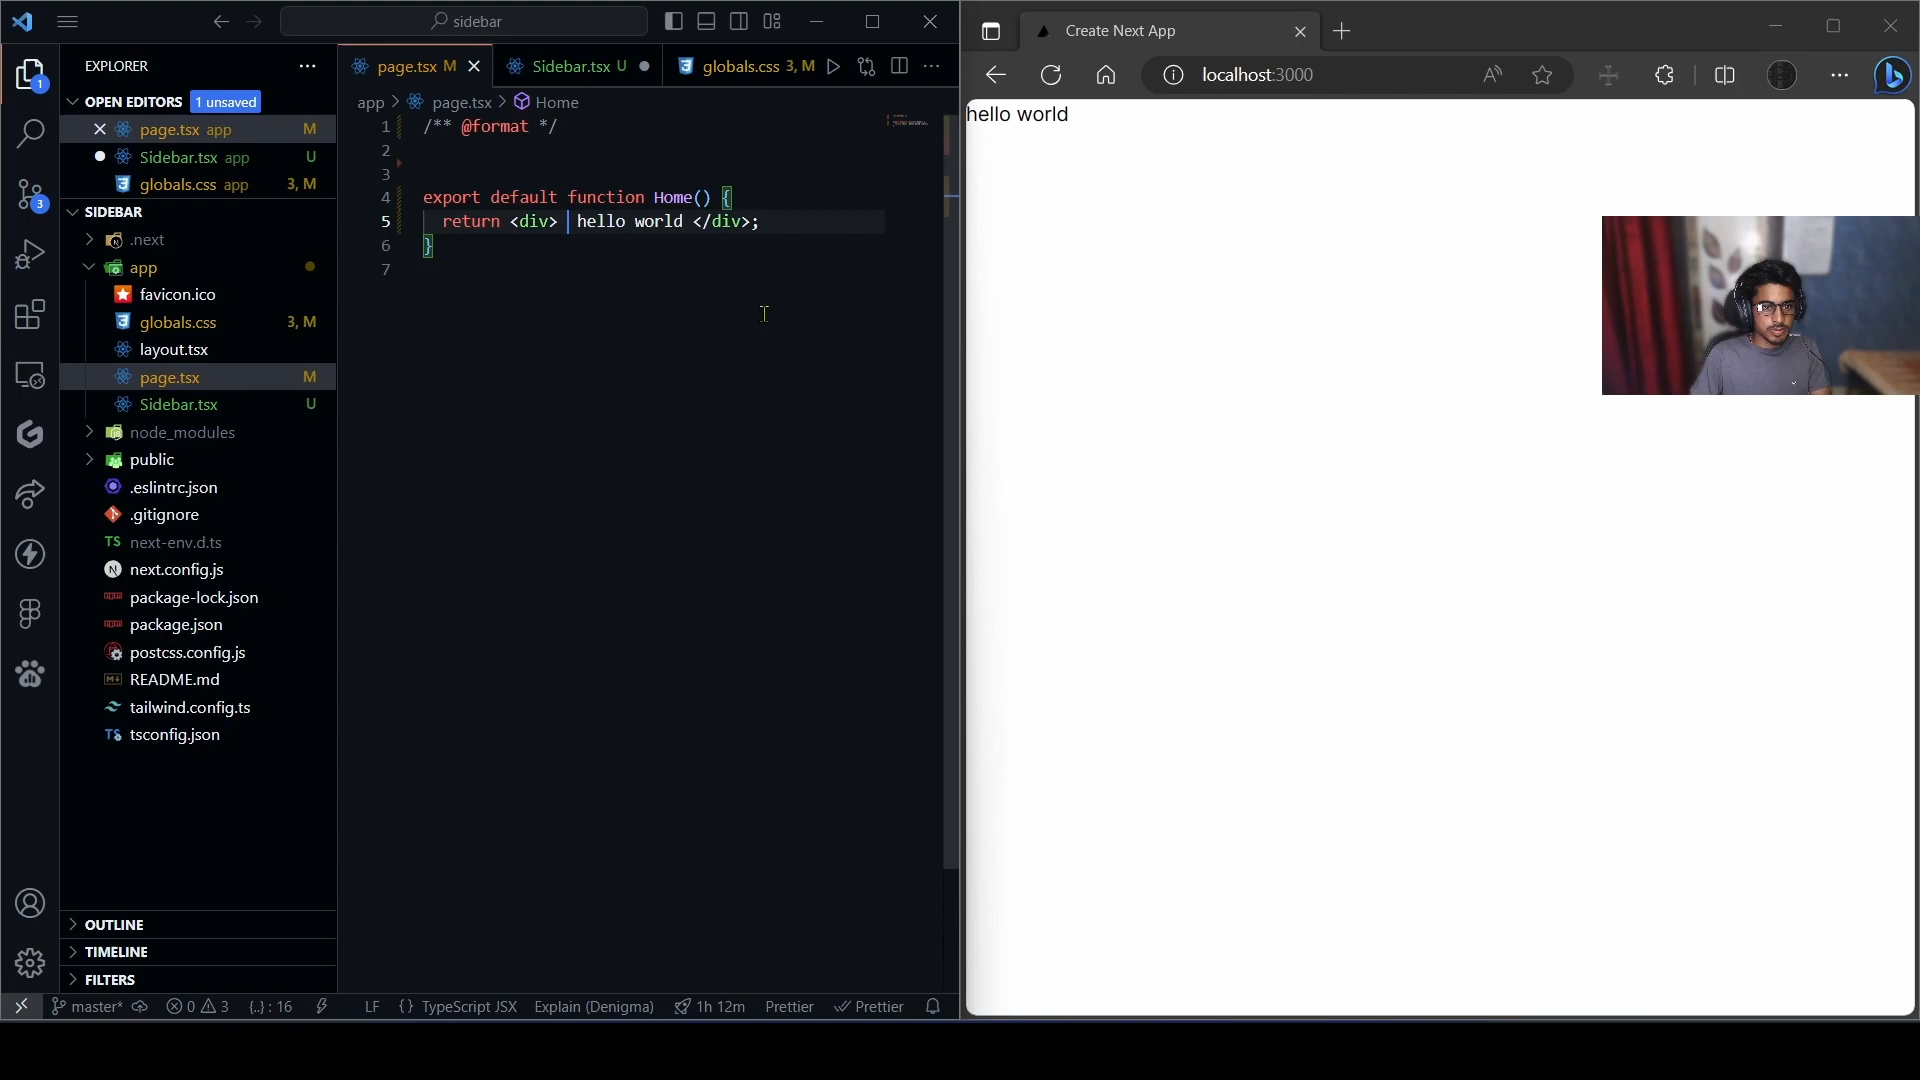 sidebar
EXPLORER
OPEN EDITORS 1 unsaved
page.tsx app M
Sidebar.tsx app U
globals.css app 3, M
SIDEBAR
.next
app
favicon.ico
globals.css 3, M
layout.tsx
page.tsx M
Sidebar.tsx U
node_modules
public
.eslintrc.json
.gitignore
TS next-env.d.ts
N next.config.js
package-lock.json
package.json
postcss.config.js
README.md
tailwind.config.ts
TS tsconfig.json
OUTLINE
TIMELINE
FILTERS
1
3
page.tsx M
Sidebar.tsx U
globals.css 3, M
app > page.tsx > Home
1 /** @format */
2
3
4 export default function Home() {
5 return <div> hello world </div>;
6 }
7
master* 0 3 {..} : 16 LF {} TypeScript JSX Explain (Denigma) 1h 12m Prettier Prettier
Create Next App
localhost:3000
hello world